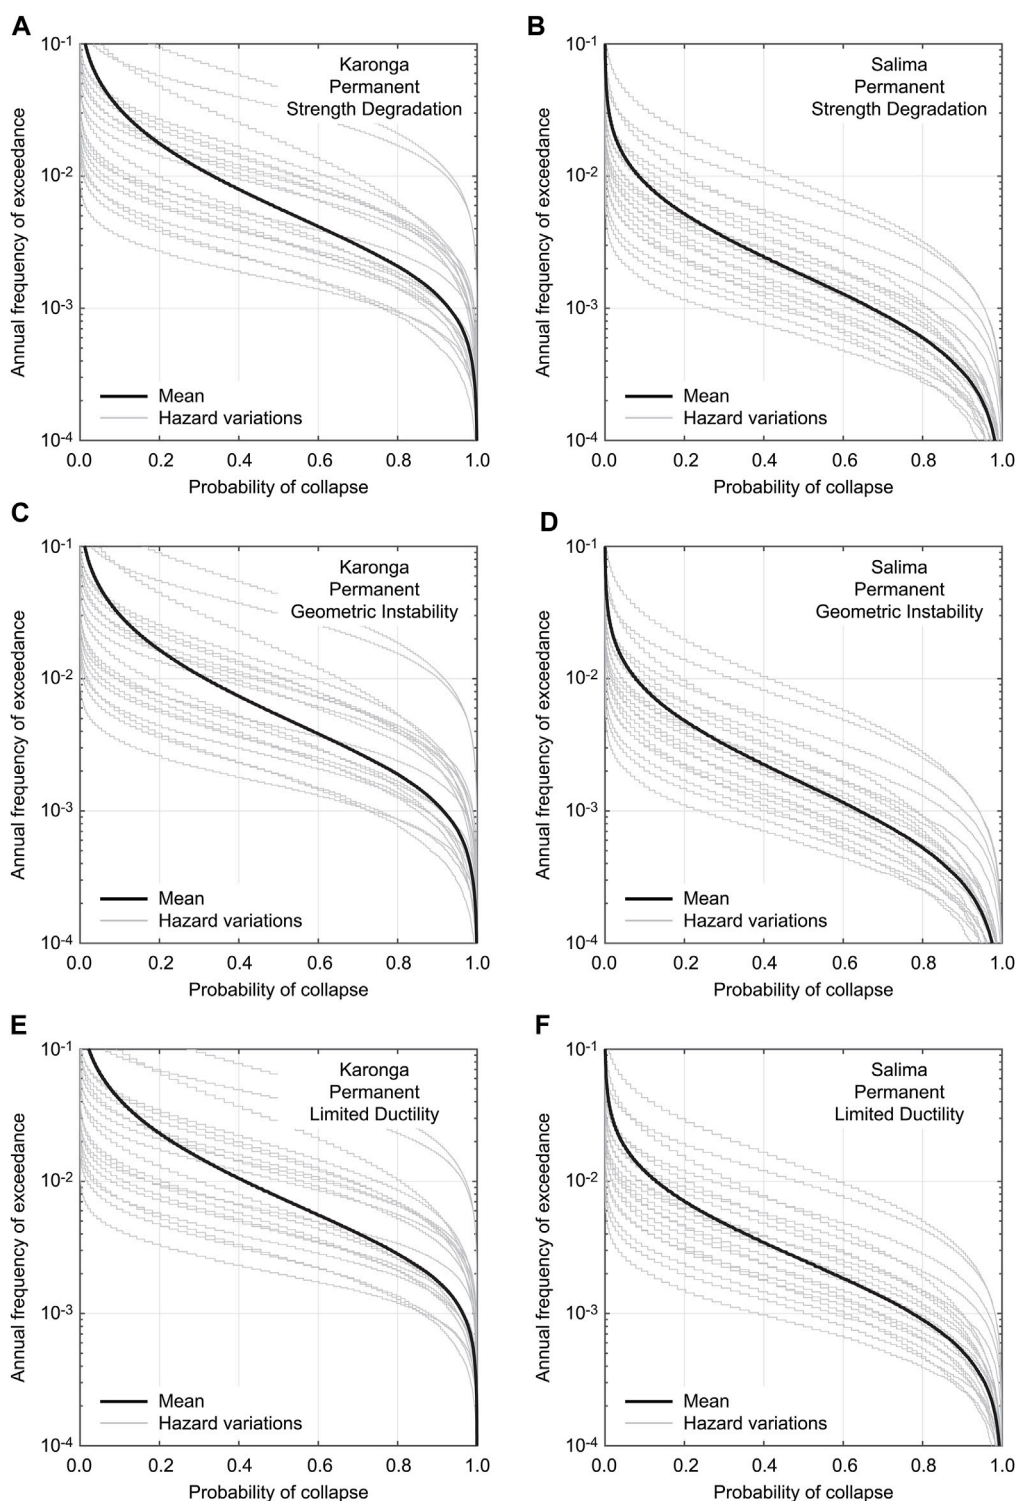 A
Karonga
Permanent
Strength Degradation
Annual frequency of exceedance
10-1
10-2
10-3
10-4
Mean
Hazard variations
0.0 0.2 0.4 0.6 0.8 1.0
Probability of collapse
B
Salima
Permanent
Strength Degradation
Annual frequency of exceedance
10-1
10-2
10-3
10-4
Mean
Hazard variations
0.0 0.2 0.4 0.6 0.8 1.0
Probability of collapse
C
Karonga
Permanent
Geometric Instability
Annual frequency of exceedance
10-1
10-2
10-3
10-4
Mean
Hazard variations
0.0 0.2 0.4 0.6 0.8 1.0
Probability of collapse
D
Salima
Permanent
Geometric Instability
Annual frequency of exceedance
10-1
10-2
10-3
10-4
Mean
Hazard variations
0.0 0.2 0.4 0.6 0.8 1.0
Probability of collapse
E
Karonga
Permanent
Limited Ductility
Annual frequency of exceedance
10-1
10-2
10-3
10-4
Mean
Hazard variations
0.0 0.2 0.4 0.6 0.8 1.0
Probability of collapse
F
Salima
Permanent
Limited Ductility
Annual frequency of exceedance
10-1
10-2
10-3
10-4
Mean
Hazard variations
0.0 0.2 0.4 0.6 0.8 1.0
Probability of collapse